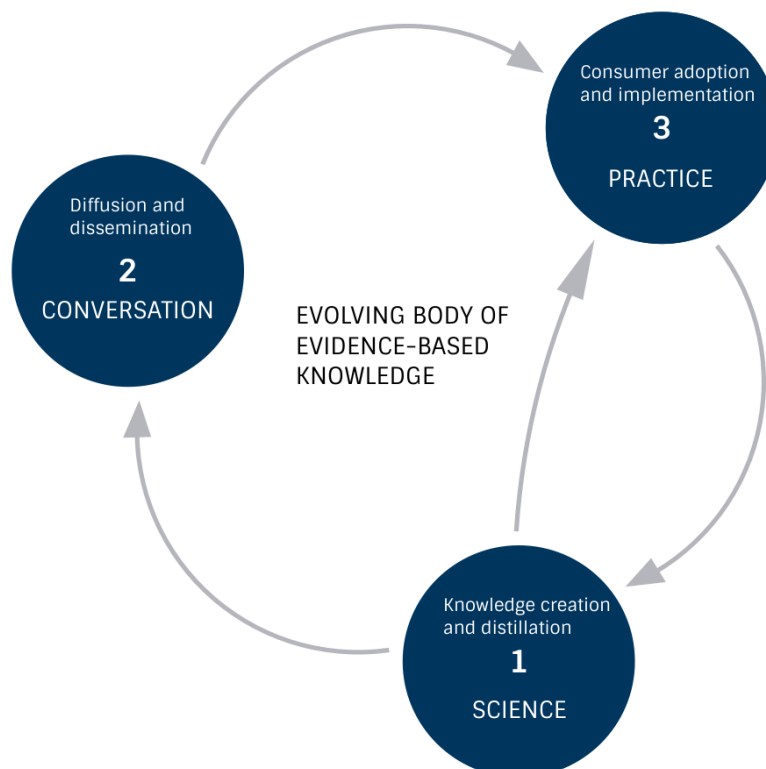 Consumer adoption
and implementation
3
PRACTICE
Diffusion and
dissemination
2
CONVERSATION
EVOLVING BODY OF
EVIDENCE-BASED
KNOWLEDGE
Knowledge creation
and distillation
1
SCIENCE